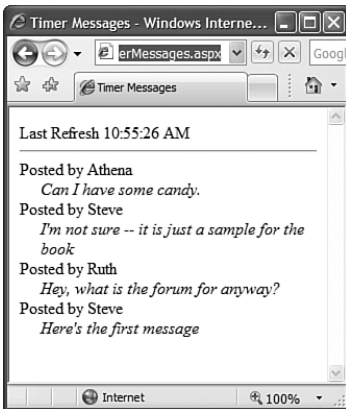 Timer Messages - Windows Interne...
erMessages.aspx
Googl
Timer Messages
Last Refresh 10:55:26 AM
Posted by Athena
Can I have some candy.
Posted by Steve
I'm not sure -- it is just a sample for the
book
Posted by Ruth
Hey, what is the forum for anyway?
Posted by Steve
Here's the first message
Internet
100%